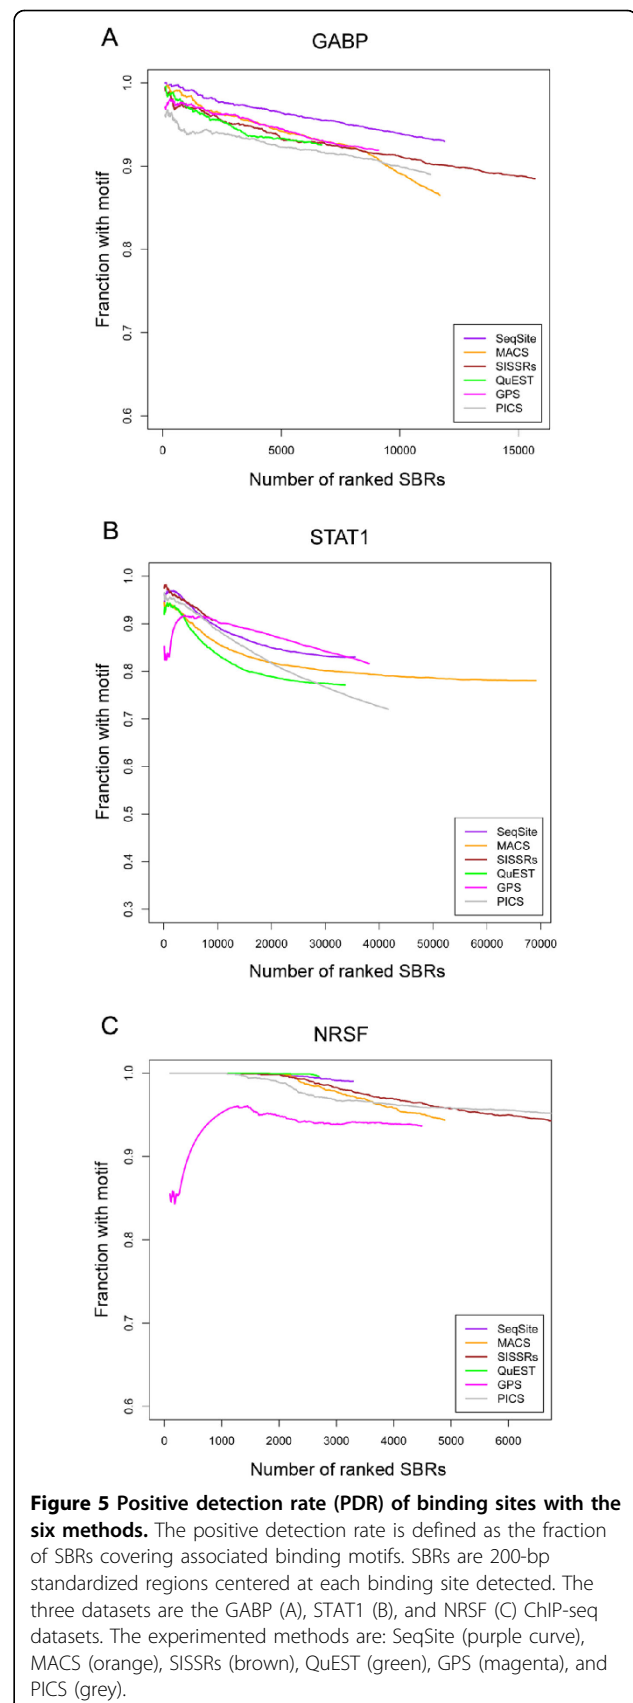 A
GABP
Franction with motif
1.0
0.9
0.8
0.7
0.6
SeqSite
MACS
SISSRs
QuEST
GPS
PICS
0 5000 10000 15000
Number of ranked SBRs
B
STAT1
Franction with motif
1.0
0.9
0.8
0.7
0.6
0.5
0.4
0.3
SeqSite
MACS
SISSRs
QuEST
GPS
PICS
0 10000 20000 30000 40000 50000 60000 70000
Number of ranked SBRs
C
NRSF
Franction with motif
1.0
0.9
0.8
0.7
0.6
SeqSite
MACS
SISSRs
QuEST
GPS
PICS
0 1000 2000 3000 4000 5000 6000
Number of ranked SBRs
Figure 5 Positive detection rate (PDR) of binding sites with the
six methods. The positive detection rate is defined as the fraction
of SBRs covering associated binding motifs. SBRs are 200-bp
standardized regions centered at each binding site detected. The
three datasets are the GABP (A), STAT1 (B), and NRSF (C) ChIP-seq
datasets. The experimented methods are: SeqSite (purple curve),
MACS (orange), SISSRs (brown), QuEST (green), GPS (magenta), and
PICS (grey).